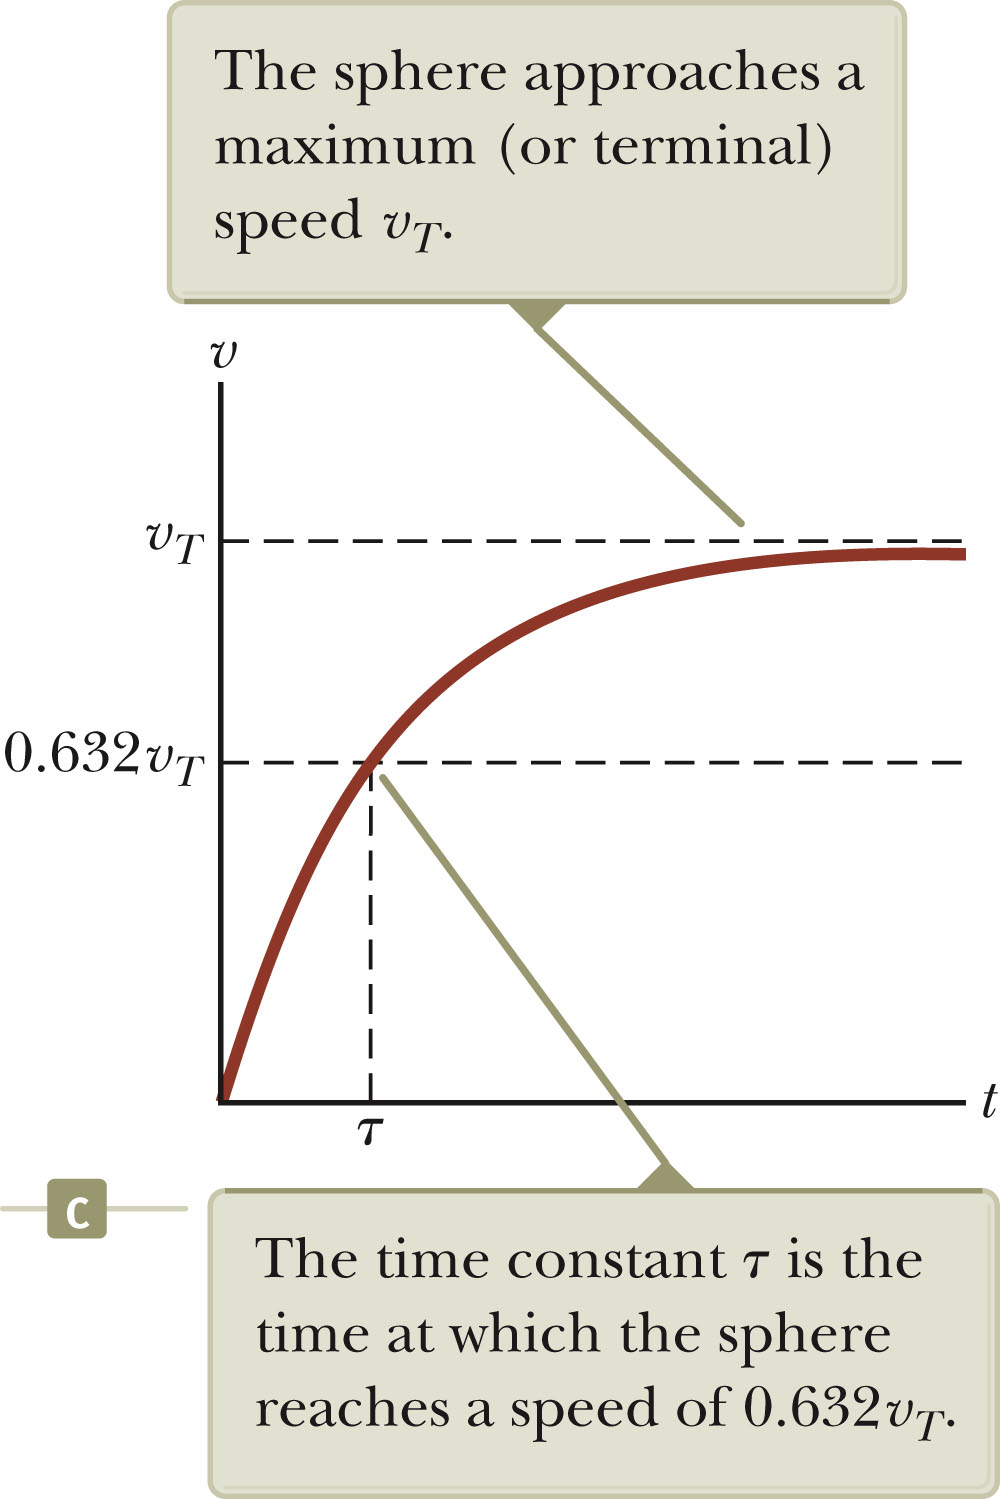 The sphere approaches a
maximum (or terminal)
speed v_T.
v
v_T
0.632v_T
t
τ
C
The time constant τ is the
time at which the sphere
reaches a speed of 0.632v_T.